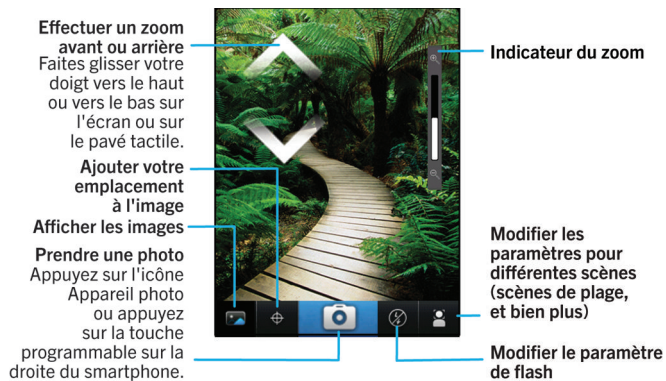 Effectuer un zoom
avant ou arrière
Faites glisser votre
doigt vers le haut
ou vers le bas sur
l'écran ou sur
le pavé tactile.
Ajouter votre
emplacement
à l'image
Afficher les images
Prendre une photo
Appuyez sur l'icône
Appareil photo
ou appuyez
sur la touche
programmable sur la
droite du smartphone.
Indicateur du zoom
Modifier les
paramètres pour
différentes scènes
(scènes de plage,
et bien plus)
Modifier le paramètre
de flash